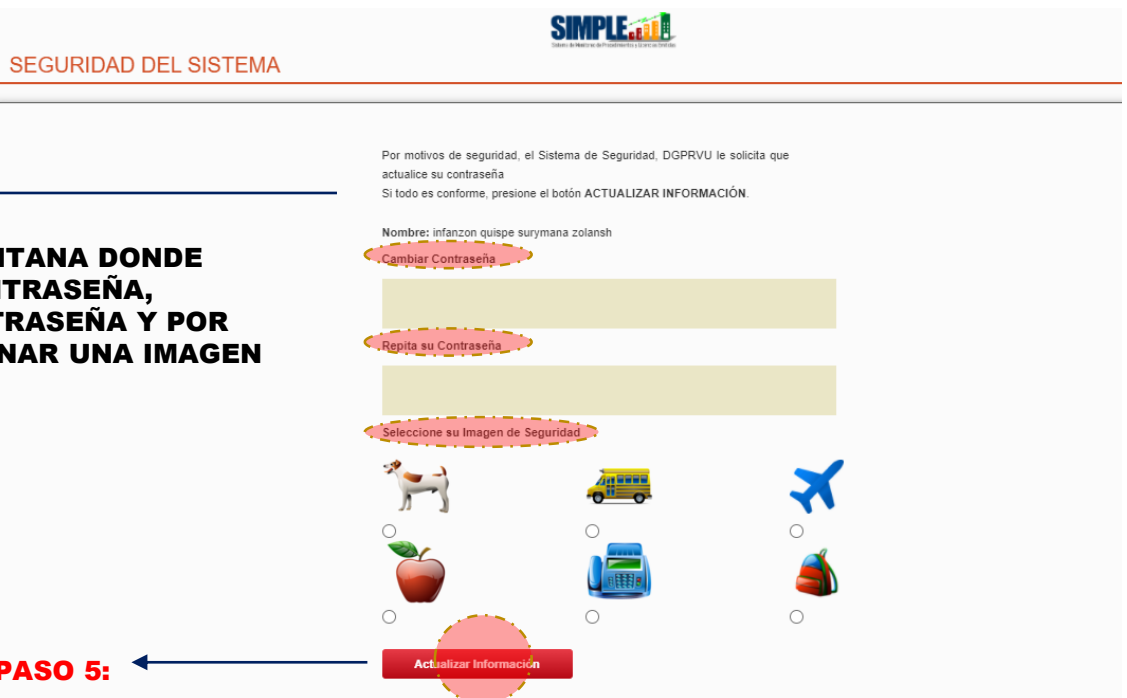 SIMPLE
SEGURIDAD DEL SISTEMA
Por motivos de seguridad, el Sistema de Seguridad, DGPRVU le solicita que
actualice su contraseña
Si todo es conforme, presione el botón ACTUALIZAR INFORMACIÓN.
Nombre: infanzon quispe surymana zolansh
Cambiar Contraseña
Repita su Contraseña
Seleccione su Imagen de Seguridad
Actualizar Información
NTANA DONDE
NTRASEÑA,
TRASEÑA Y POR
NAR UNA IMAGEN
PASO 5: